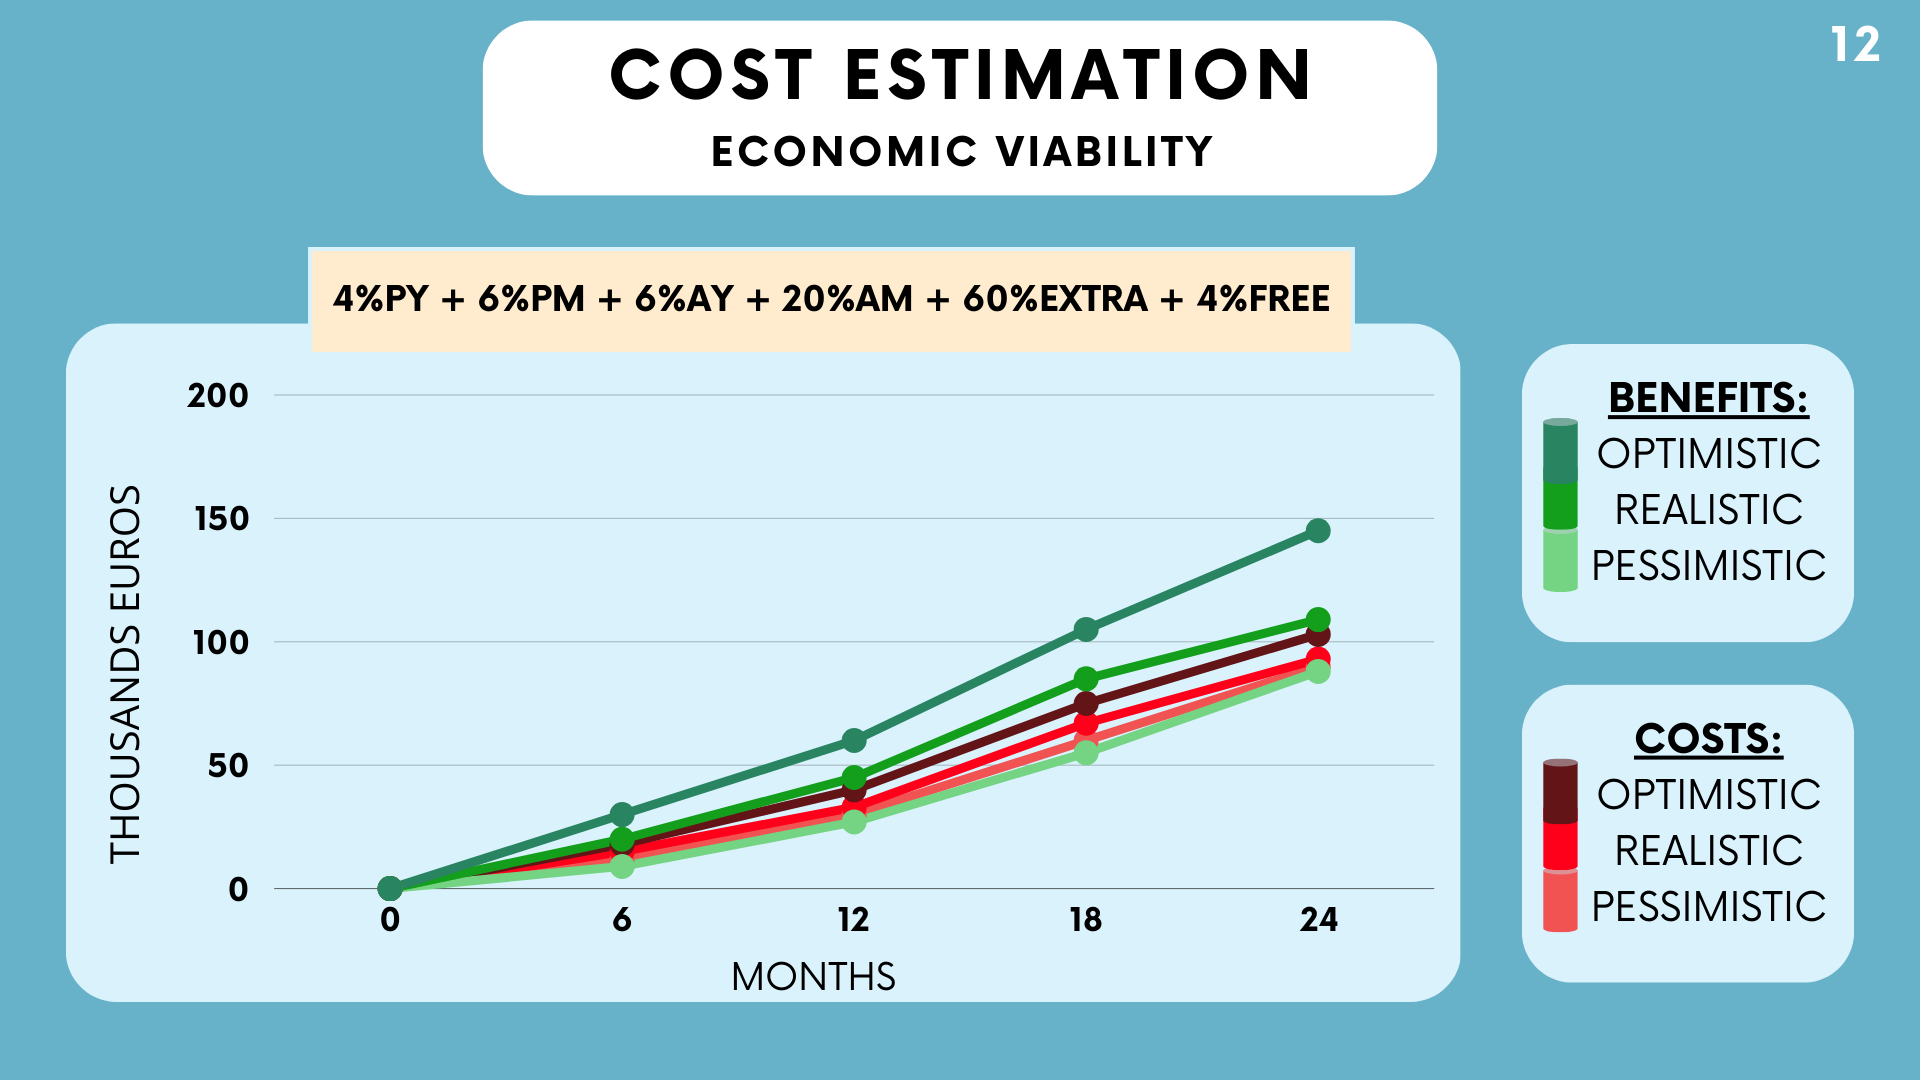 12
COST ESTIMATION
ECONOMIC VIABILITY
4%PY + 6%PM + 6%AY + 20%AM + 60%EXTRA + 4%FREE
THOUSANDS EUROS
200
150
100
50
0
0 6 12 18 24
MONTHS
BENEFITS:
OPTIMISTIC
REALISTIC
PESSIMISTIC
COSTS:
OPTIMISTIC
REALISTIC
PESSIMISTIC